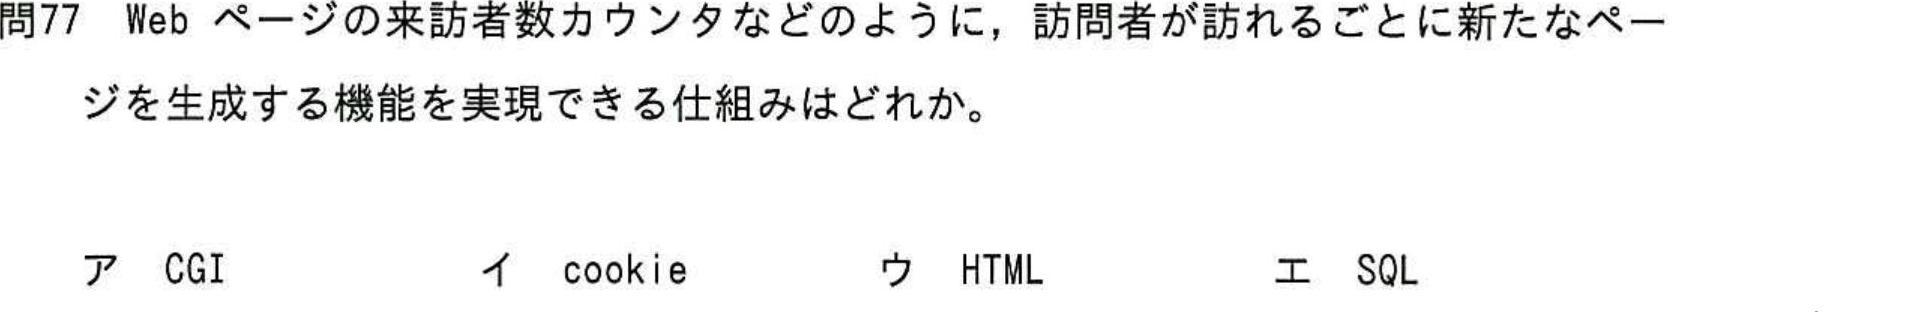 問77　Web ページの来訪者数カウンタなどのように，訪問者が訪れるごとに新たなペー
ジを生成する機能を実現できる仕組みはどれか。
ア　CGI　イ　cookie　ウ　HTML　エ　SQL